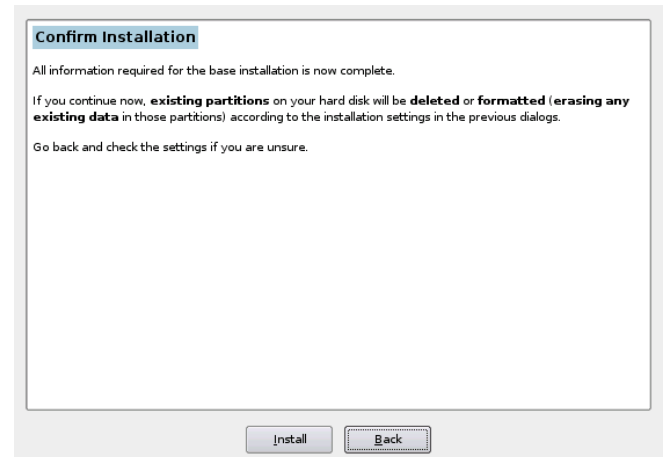 Confirm Installation
All information required for the base installation is now complete.
If you continue now, existing partitions on your hard disk will be deleted or formatted (erasing any
existing data in those partitions) according to the installation settings in the previous dialogs.
Go back and check the settings if you are unsure.
Install
Back